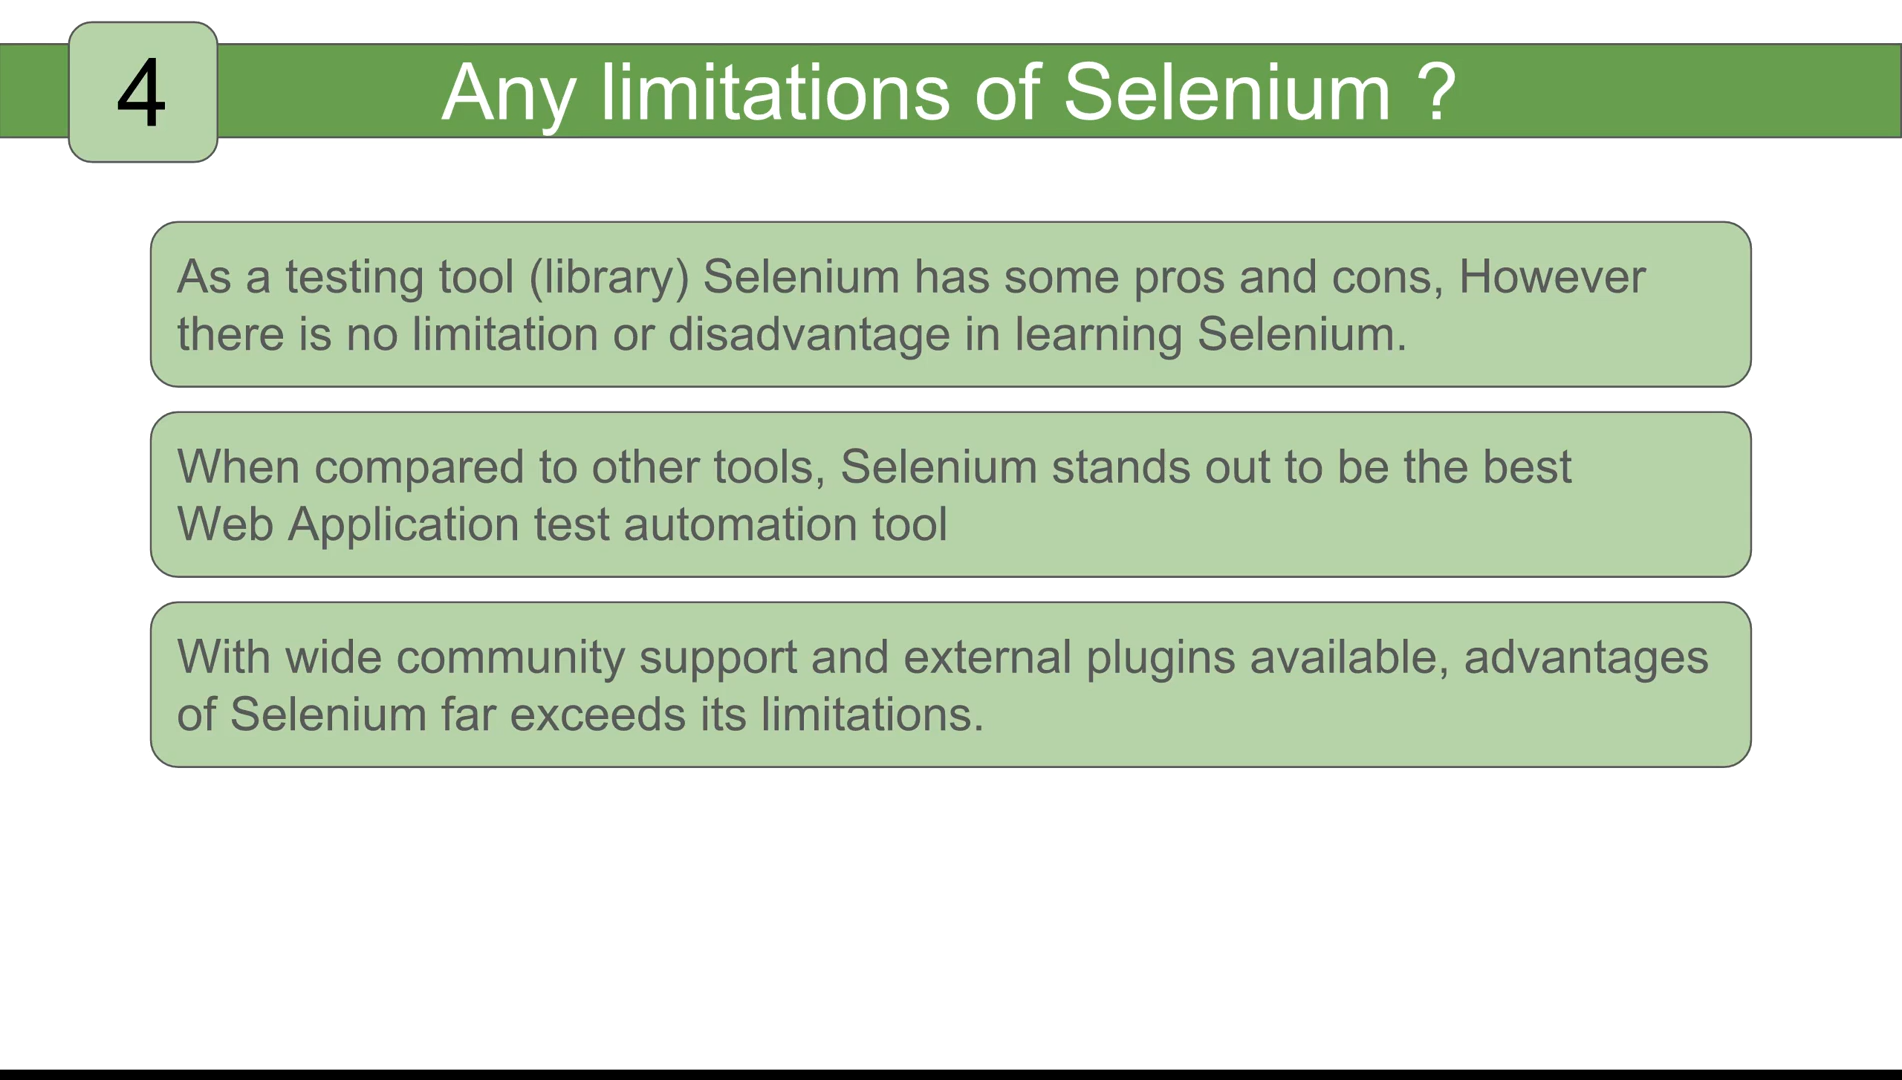 4
Any limitations of Selenium ?
As a testing tool (library) Selenium has some pros and cons, However
there is no limitation or disadvantage in learning Selenium.
When compared to other tools, Selenium stands out to be the best
Web Application test automation tool
With wide community support and external plugins available, advantages
of Selenium far exceeds its limitations.